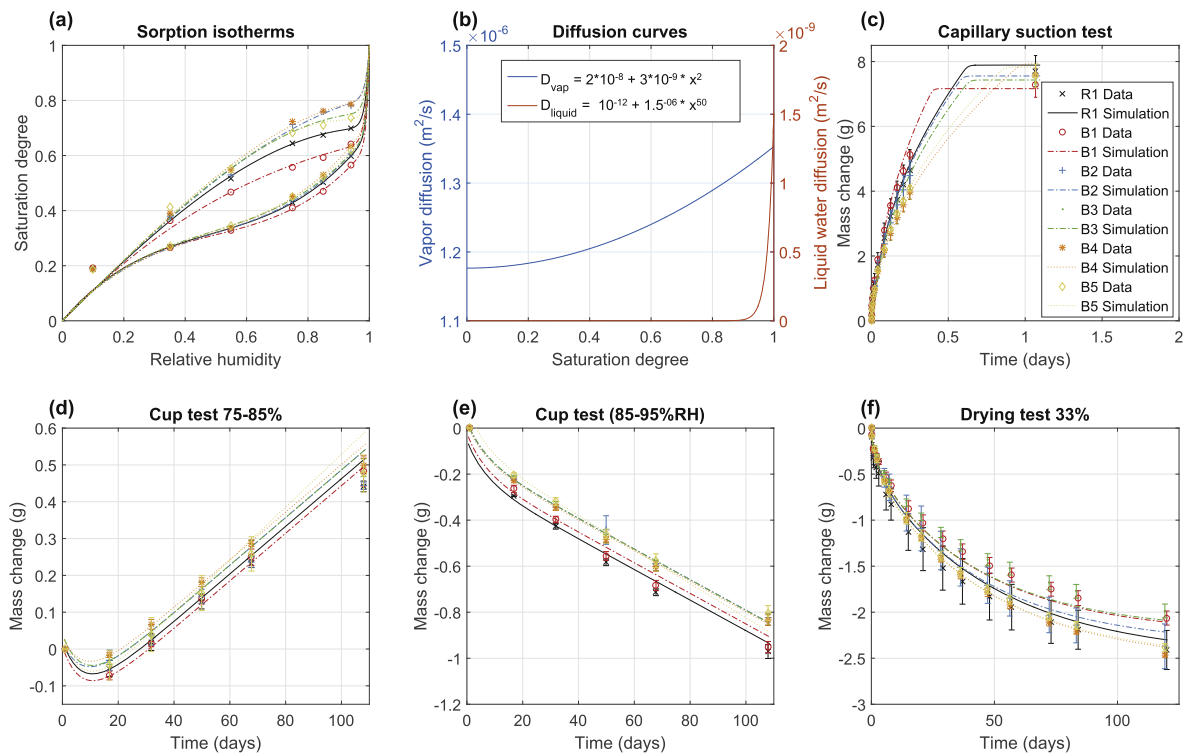 (a)
Sorption isotherms
Saturation degree
1
0.8
0.6
0.4
0.2
0
0
0.2
0.4
0.6
0.8
1
Relative humidity
(b)
×10-6
Diffusion curves
×10-9
Vapor diffusion (m2/s)
1.5
1.4
1.3
1.2
1.1
Dvap = 2*10-8 + 3*10-9* x2
Dliquid = 10-12 + 1.5-06* x50
2
1.5
1
0.5
0
Liquid water diffusion (m2/s)
0
0.2
0.4
0.6
0.8
1
Saturation degree
(c)
Capillary suction test
Mass change (g)
8
6
4
2
0
R1 Data
R1 Simulation
B1 Data
B1 Simulation
B2 Data
B2 Simulation
B3 Data
B3 Simulation
B4 Data
B4 Simulation
B5 Data
B5 Simulation
0
0.5
1
1.5
2
Time (days)
(d)
Cup test 75-85%
Mass change (g)
0.6
0.5
0.4
0.3
0.2
0.1
0
-0.1
0
20
40
60
80
100
Time (days)
(e)
Cup test (85-95%RH)
Mass change (g)
0
-0.2
-0.4
-0.6
-0.8
-1
-1.2
0
20
40
60
80
100
Time (days)
(f)
Drying test 33%
Mass change (g)
0
-0.5
-1
-1.5
-2
-2.5
-3
0
50
100
Time (days)